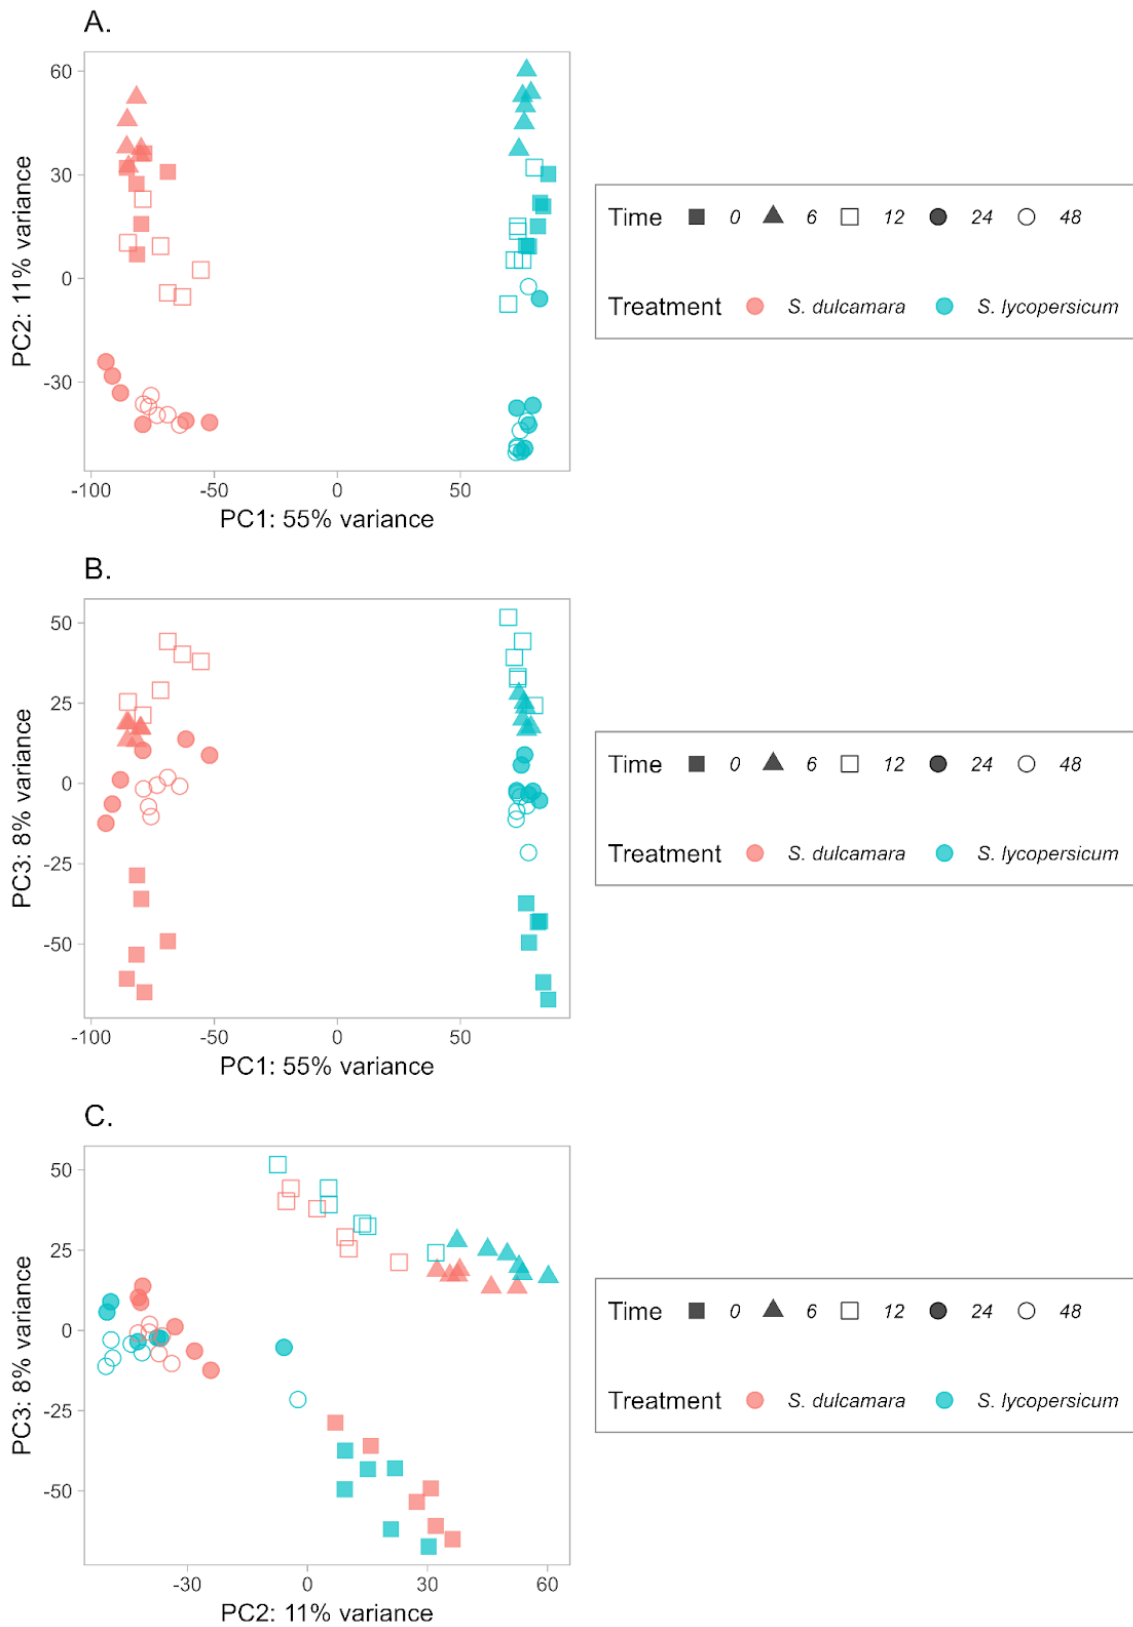 A.
60
30
0
-30
PC2: 11% variance
-100 -50 0 50
PC1: 55% variance
Time 0 6 12 24 48
Treatment S. dulcamara S. lycopersicum
B.
50
25
0
-25
-50
PC3: 8% variance
-100 -50 0 50
PC1: 55% variance
Time 0 6 12 24 48
Treatment S. dulcamara S. lycopersicum
C.
50
25
0
-25
-50
PC3: 8% variance
-30 0 30 60
PC2: 11% variance
Time 0 6 12 24 48
Treatment S. dulcamara S. lycopersicum